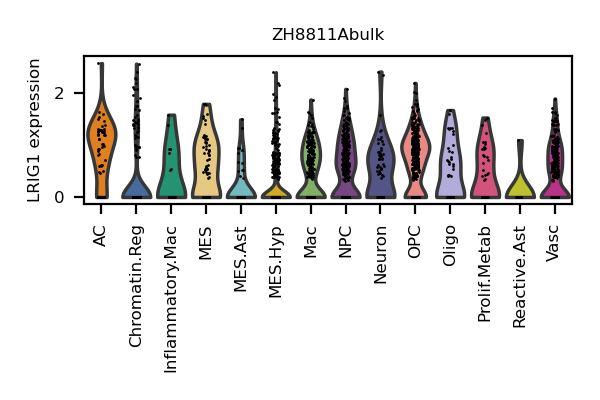 ZH8811Abulk
LRIG1 expression
2
0
AC
Chromatin.Reg
Inflammatory.Mac
MES
MES.Ast
MES.Hyp
Mac
NPC
Neuron
OPC
Oligo
Prolif.Metab
Reactive.Ast
Vasc